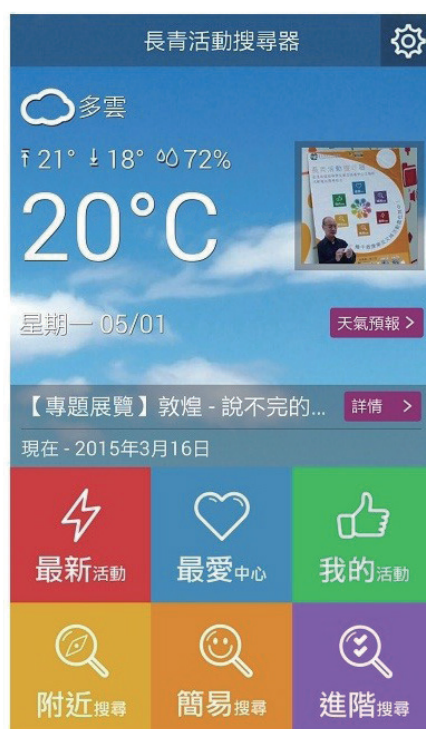 長青活動搜尋器
多雲
21° 18° 72%
20°C
星期一 05/01
天氣預報 >
【專題展覽】敦煌 - 說不完的...
詳情 >
現在 - 2015年3月16日
最新活動
最愛中心
我的活動
附近搜尋
簡易搜尋
進階搜尋